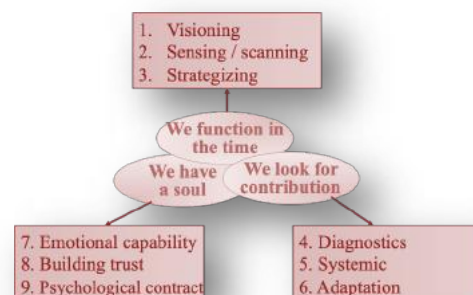 1. Visioning
2. Sensing / scanning
3. Strategizing
We function in
the time
We have
a soul
We look for
contribution
7. Emotional capability
8. Building trust
9. Psychological contract
4. Diagnostics
5. Systemic
6. Adaptation